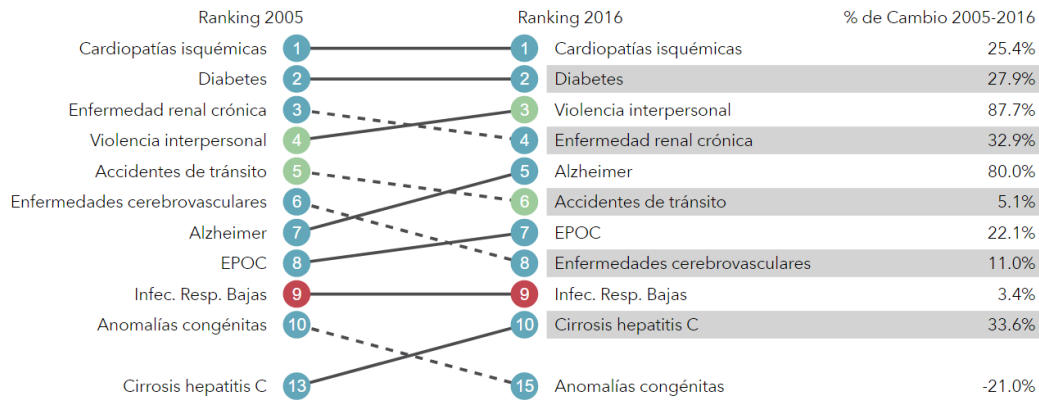 Ranking 2005 Ranking 2016 % de Cambio 2005-2016
Cardiopatías isquémicas 1 1 Cardiopatías isquémicas 25.4%
Diabetes 2 2 Diabetes 27.9%
Enfermedad renal crónica 3 3 Violencia interpersonal 87.7%
Violencia interpersonal 4 4 Enfermedad renal crónica 32.9%
Accidentes de tránsito 5 5 Alzheimer 80.0%
Enfermedades cerebrovasculares 6 6 Accidentes de tránsito 5.1%
Alzheimer 7 7 EPOC 22.1%
EPOC 8 8 Enfermedades cerebrovasculares 11.0%
Infec. Resp. Bajas 9 9 Infec. Resp. Bajas 3.4%
Anomalías congénitas 10 10 Cirrosis hepatitis C 33.6%
Cirrosis hepatitis C 13 15 Anomalías congénitas -21.0%